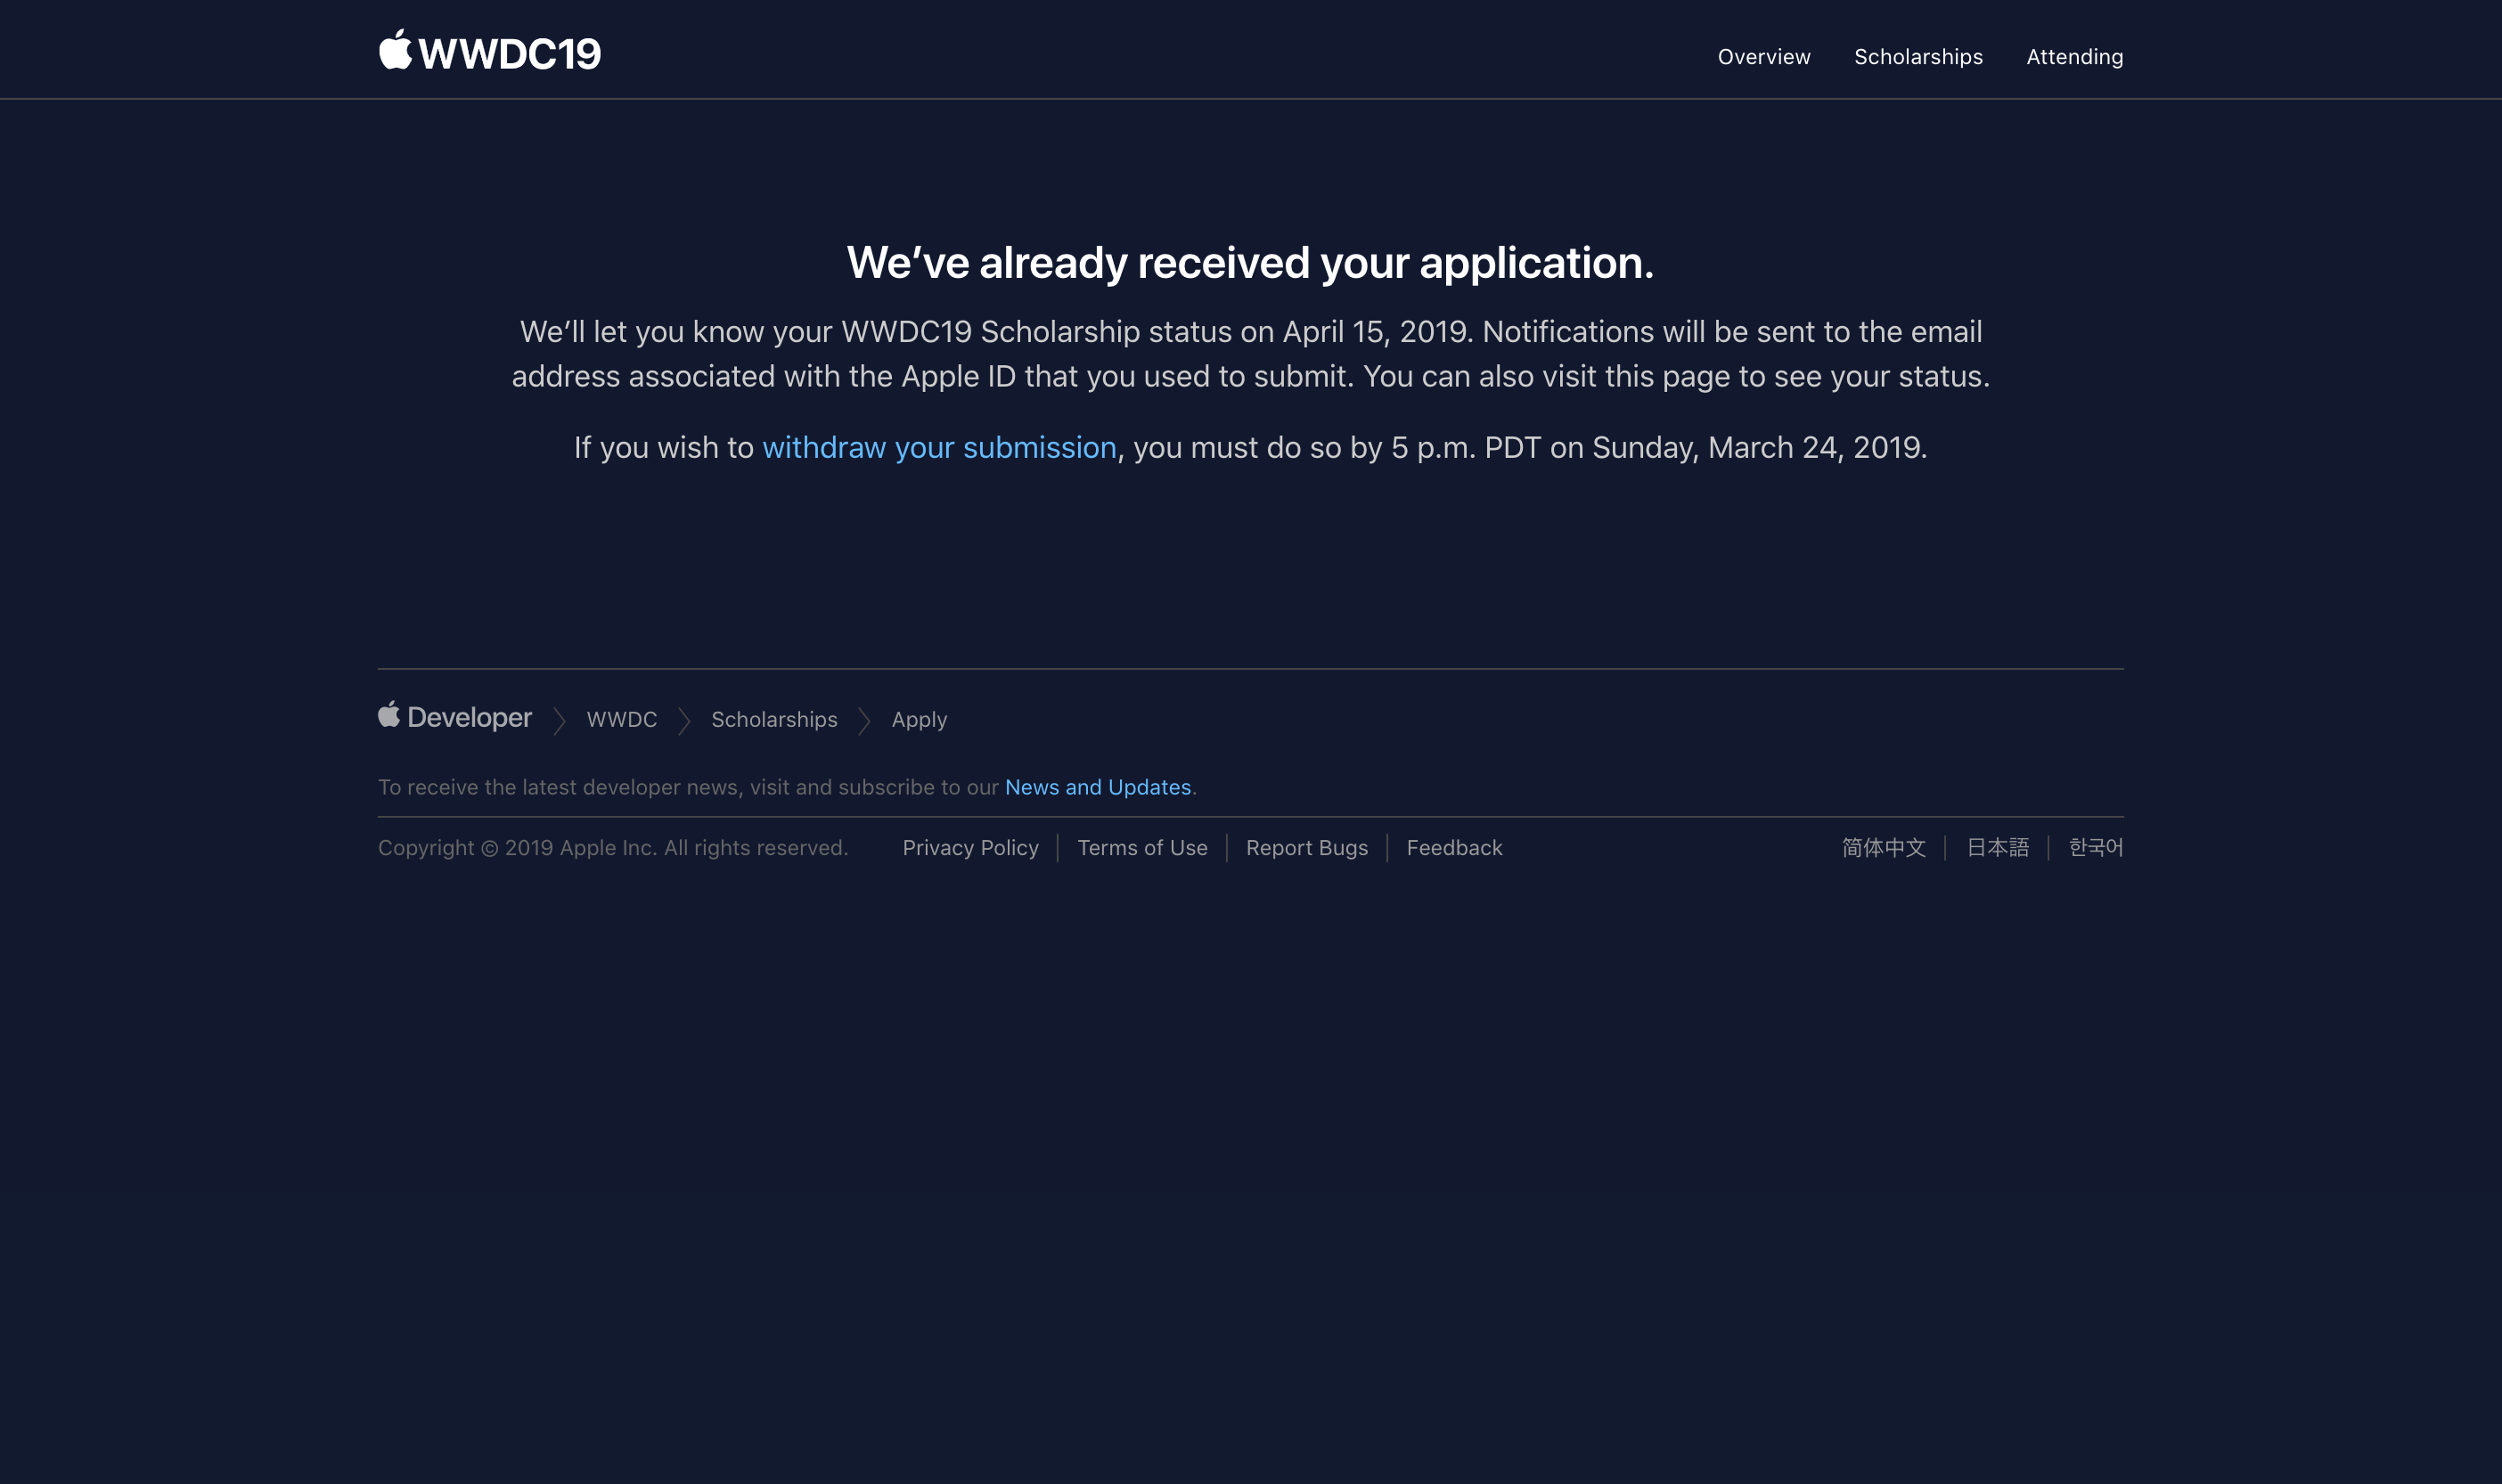 WWDC19
Overview Scholarships Attending
We‘ve already received your application.
We’ll let you know your WWDC19 Scholarship status on April 15, 2019. Notifications will be sent to the email
address associated with the Apple ID that you used to submit. You can also visit this page to see your status.
If you wish to withdraw your submission, you must do so by 5 p.m. PDT on Sunday, March 24, 2019.
Developer WWDC Scholarships Apply
To receive the latest developer news, visit and subscribe to our News and Updates.
Copyright © 2019 Apple Inc. All rights reserved. Privacy Policy Terms of Use Report Bugs Feedback 简体中文 日本語 한국어